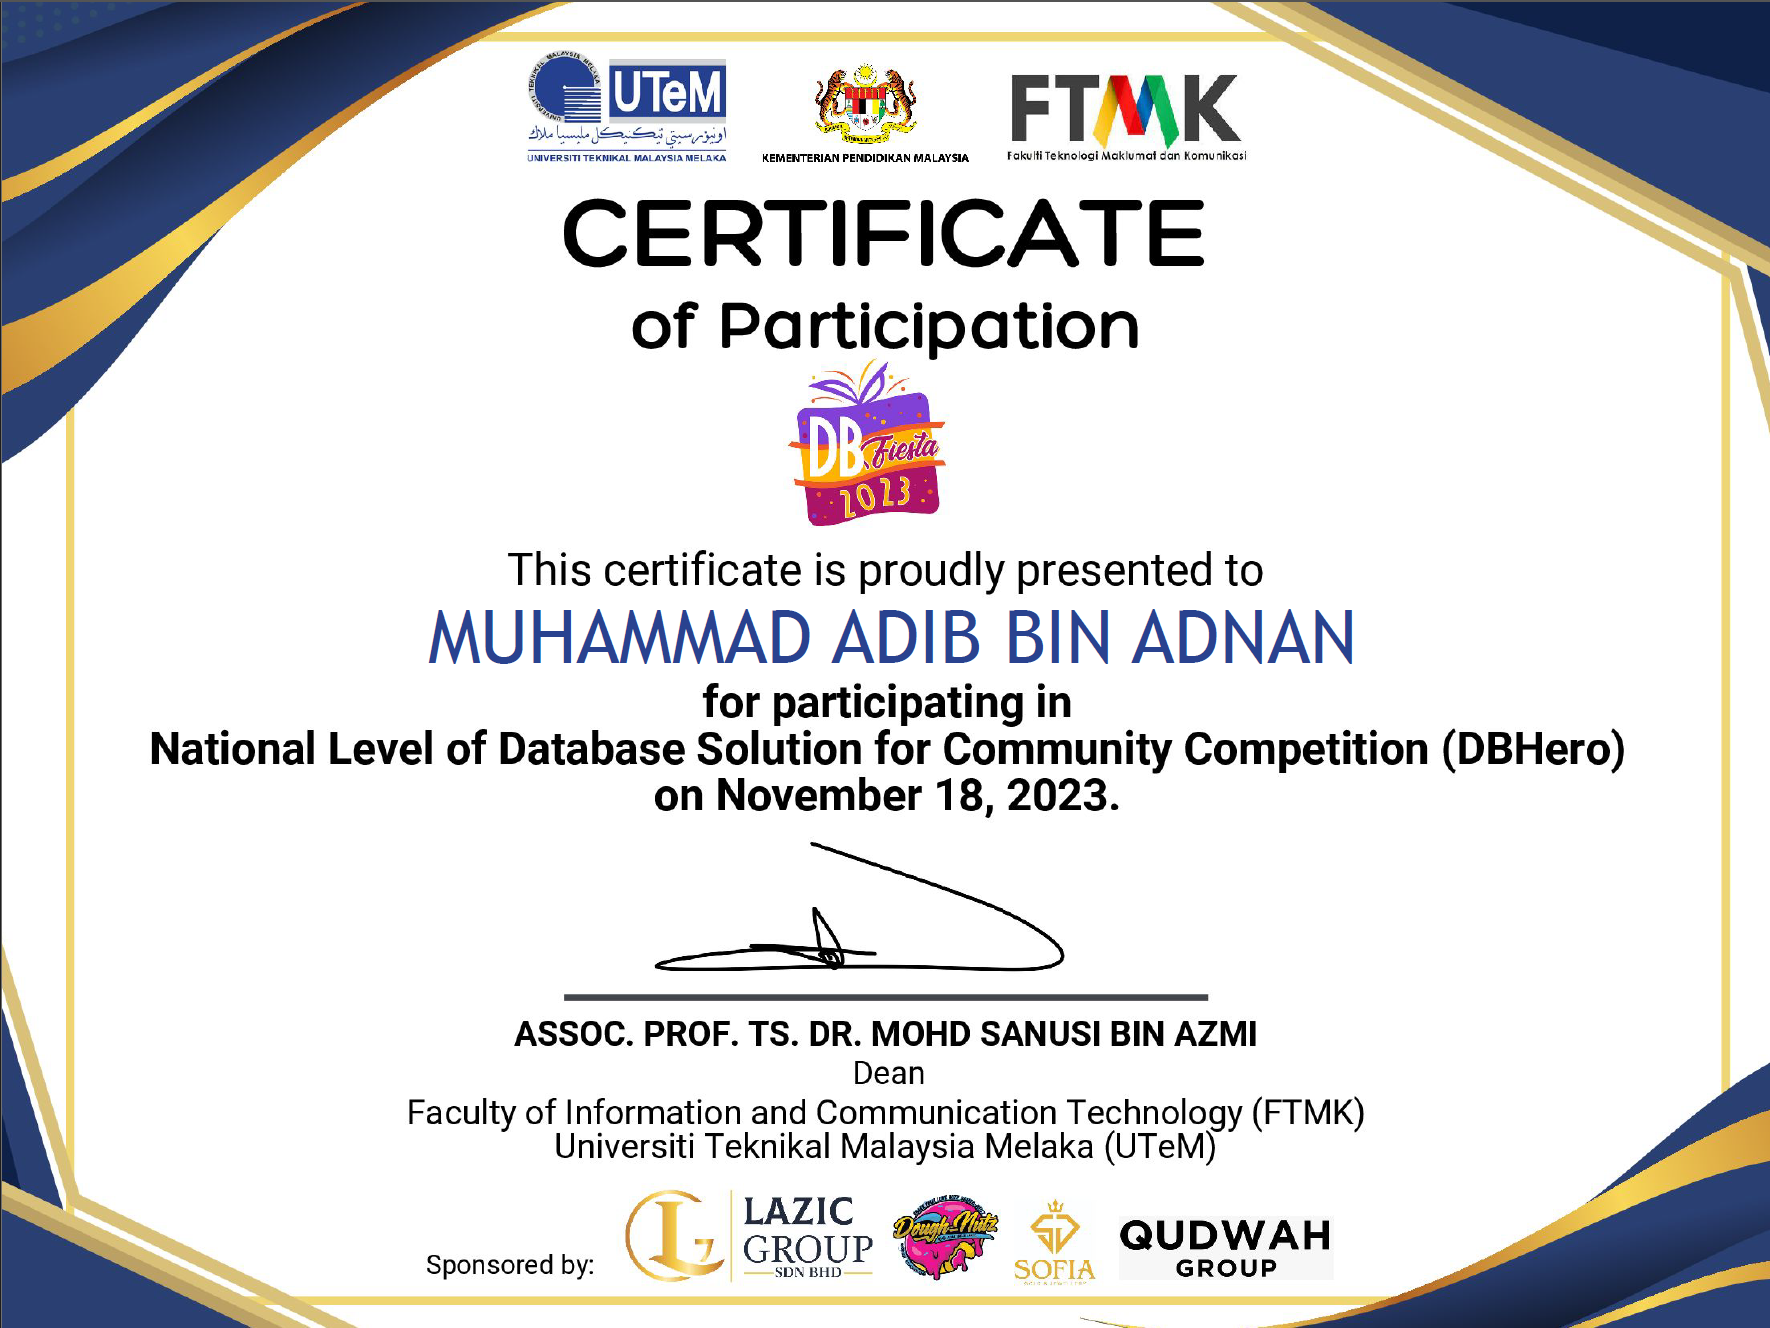 UNIVERSITI TEKNIKAL MALAYSIA MELAKA
UTeM
اونيۏرسيتي تيكنيكل مليسيا ملاك
UNIVERSITI TEKNIKAL MALAYSIA MELAKA
KEMENTERIAN PENDIDIKAN MALAYSIA
FTMK
Fakulti Teknologi Maklumat dan Komunikasi
CERTIFICATE
of Participation
DB Fiesta
2023
This certificate is proudly presented to
MUHAMMAD ADIB BIN ADNAN
for participating in
National Level of Database Solution for Community Competition (DBHero)
on November 18, 2023.
ASSOC. PROF. TS. DR. MOHD SANUSI BIN AZMI
Dean
Faculty of Information and Communication Technology (FTMK)
Universiti Teknikal Malaysia Melaka (UTeM)
Sponsored by:
LAZIC
GROUP
SDN BHD
Dough-Nutz
SOFIA
QUDWAH
GROUP